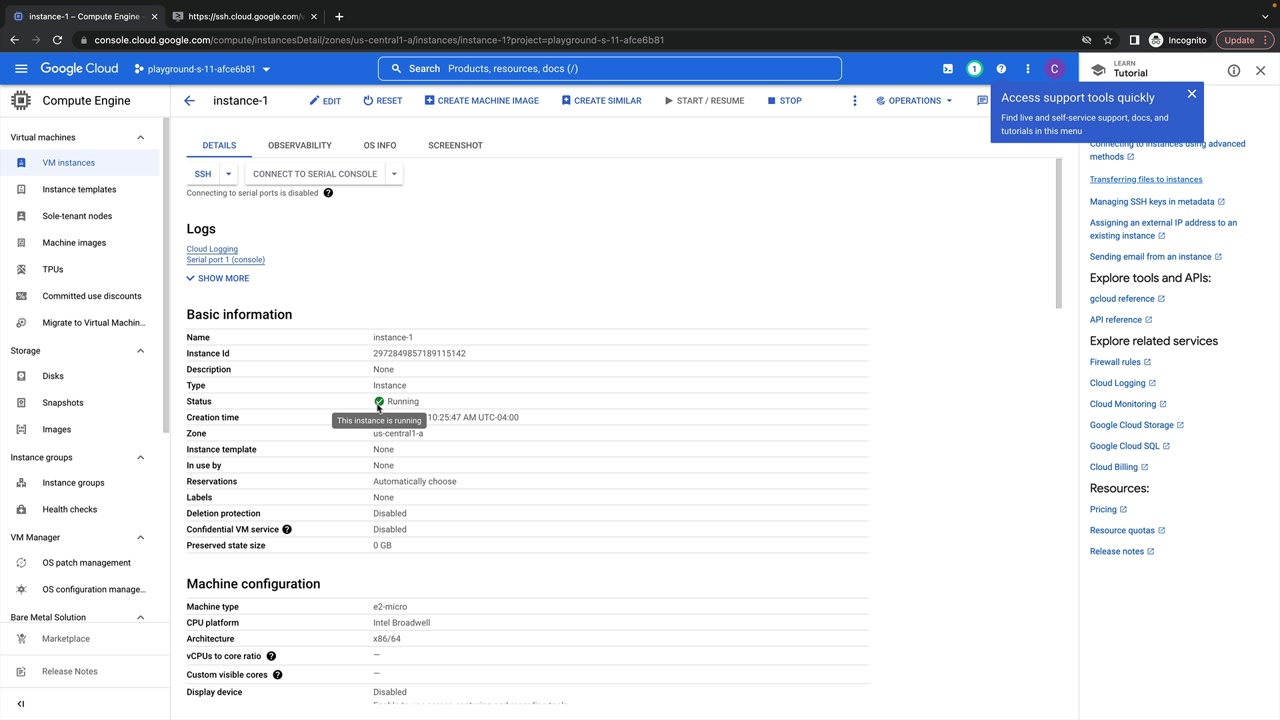 instance-1 – Compute Engine
https://ssh.cloud.google.com/
console.cloud.google.com/compute/instancesDetail/zones/us-central1-a/instances/instance-1?project=playground-s-11-afce6b81
Incognito
Update
Google Cloud
playground-s-11-afce6b81
Search Products, resources, docs (/)
1
C
LEARN
Tutorial
Compute Engine
instance-1
EDIT
RESET
CREATE MACHINE IMAGE
CREATE SIMILAR
START / RESUME
STOP
OPERATIONS
Access support tools quickly
Find live and self-service support, docs, and
tutorials in this menu
Virtual machines
VM instances
Instance templates
Sole-tenant nodes
Machine images
TPUs
Committed use discounts
Migrate to Virtual Machin...
Storage
Disks
Snapshots
Images
Instance groups
Instance groups
Health checks
VM Manager
OS patch management
OS configuration manage...
Bare Metal Solution
Marketplace
Release Notes
DETAILS
OBSERVABILITY
OS INFO
SCREENSHOT
SSH
CONNECT TO SERIAL CONSOLE
Connecting to serial ports is disabled
Logs
Cloud Logging
Serial port 1 (console)
SHOW MORE
Basic information
Name instance-1
Instance Id 2972849857189115142
Description None
Type Instance
Status Running
Creation time 10:25:47 AM UTC-04:00
This instance is running
Zone us-central1-a
Instance template None
In use by None
Reservations Automatically choose
Labels None
Deletion protection Disabled
Confidential VM service Disabled
Preserved state size 0 GB
Machine configuration
Machine type e2-micro
CPU platform Intel Broadwell
Architecture x86/64
vCPUs to core ratio —
Custom visible cores —
Display device Disabled
Connecting to instances using advanced
methods
Transferring files to instances
Managing SSH keys in metadata
Assigning an external IP address to an
existing instance
Sending email from an instance
Explore tools and APIs:
gcloud reference
API reference
Explore related services
Firewall rules
Cloud Logging
Cloud Monitoring
Google Cloud Storage
Google Cloud SQL
Cloud Billing
Resources:
Pricing
Resource quotas
Release notes